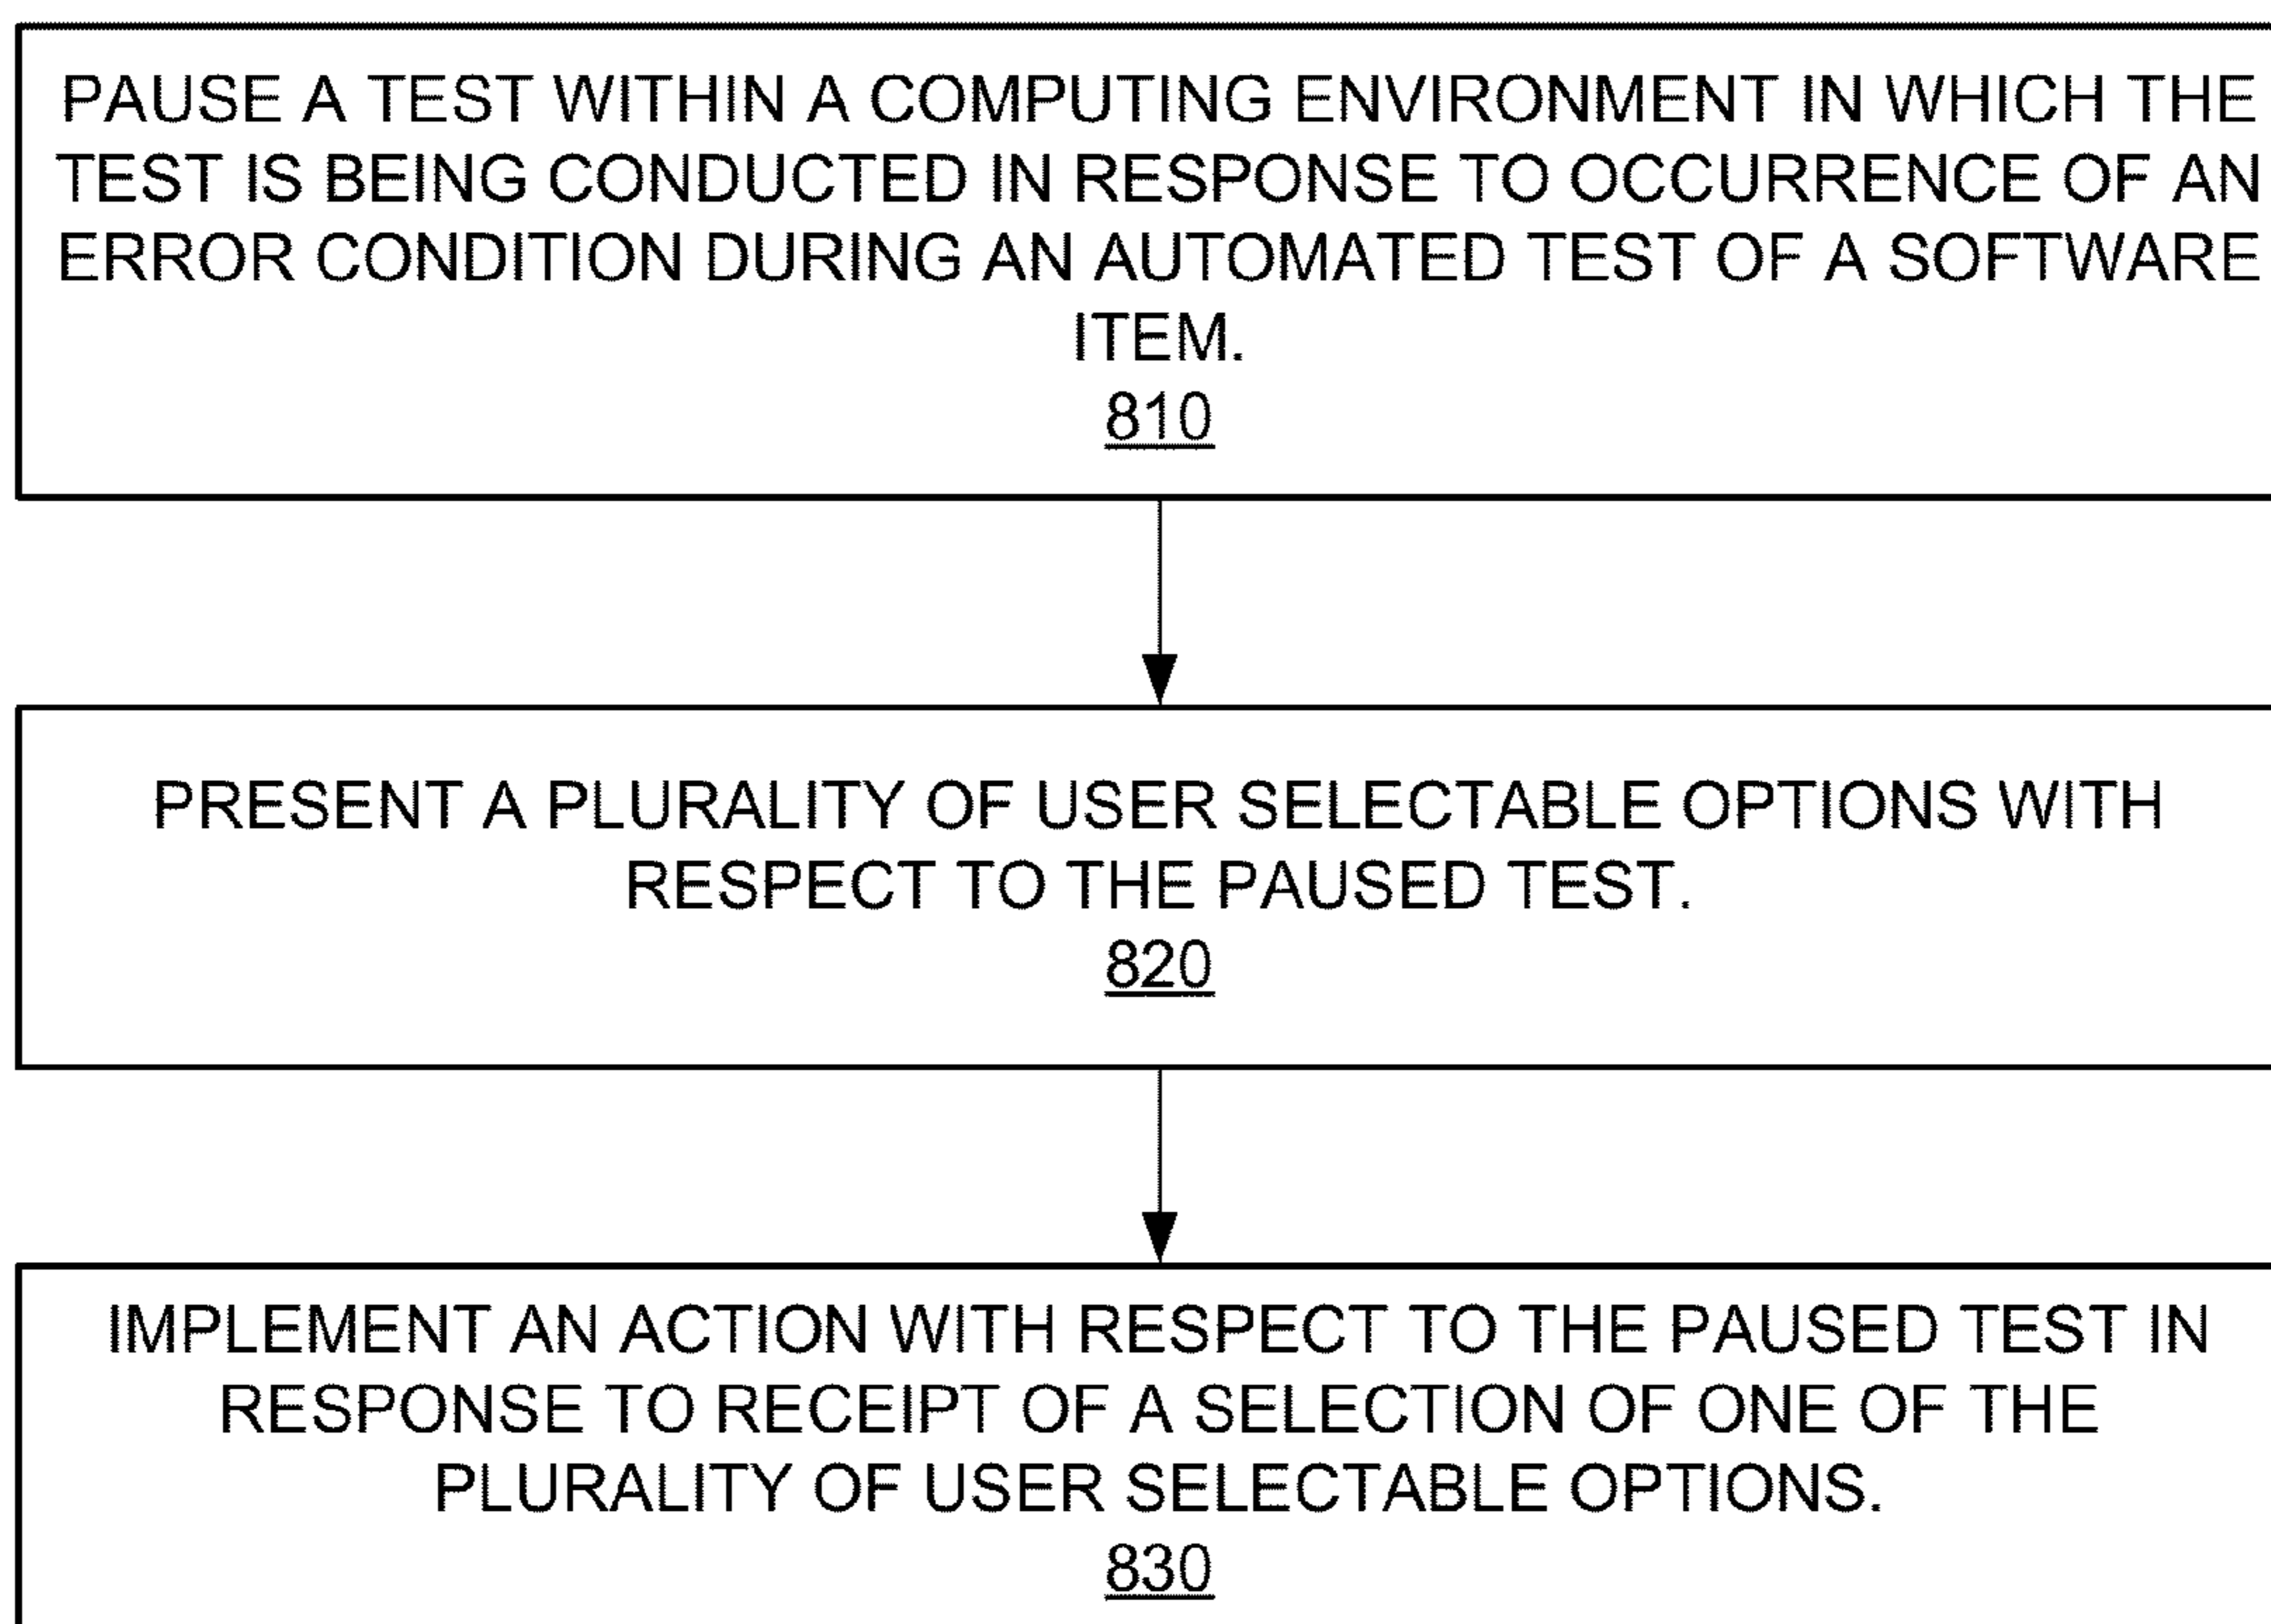 PAUSE A TEST WITHIN A COMPUTING ENVIRONMENT IN WHICH THE
TEST IS BEING CONDUCTED IN RESPONSE TO OCCURRENCE OF AN
ERROR CONDITION DURING AN AUTOMATED TEST OF A SOFTWARE
ITEM.
810
PRESENT A PLURALITY OF USER SELECTABLE OPTIONS WITH
RESPECT TO THE PAUSED TEST.
820
IMPLEMENT AN ACTION WITH RESPECT TO THE PAUSED TEST IN
RESPONSE TO RECEIPT OF A SELECTION OF ONE OF THE
PLURALITY OF USER SELECTABLE OPTIONS.
830